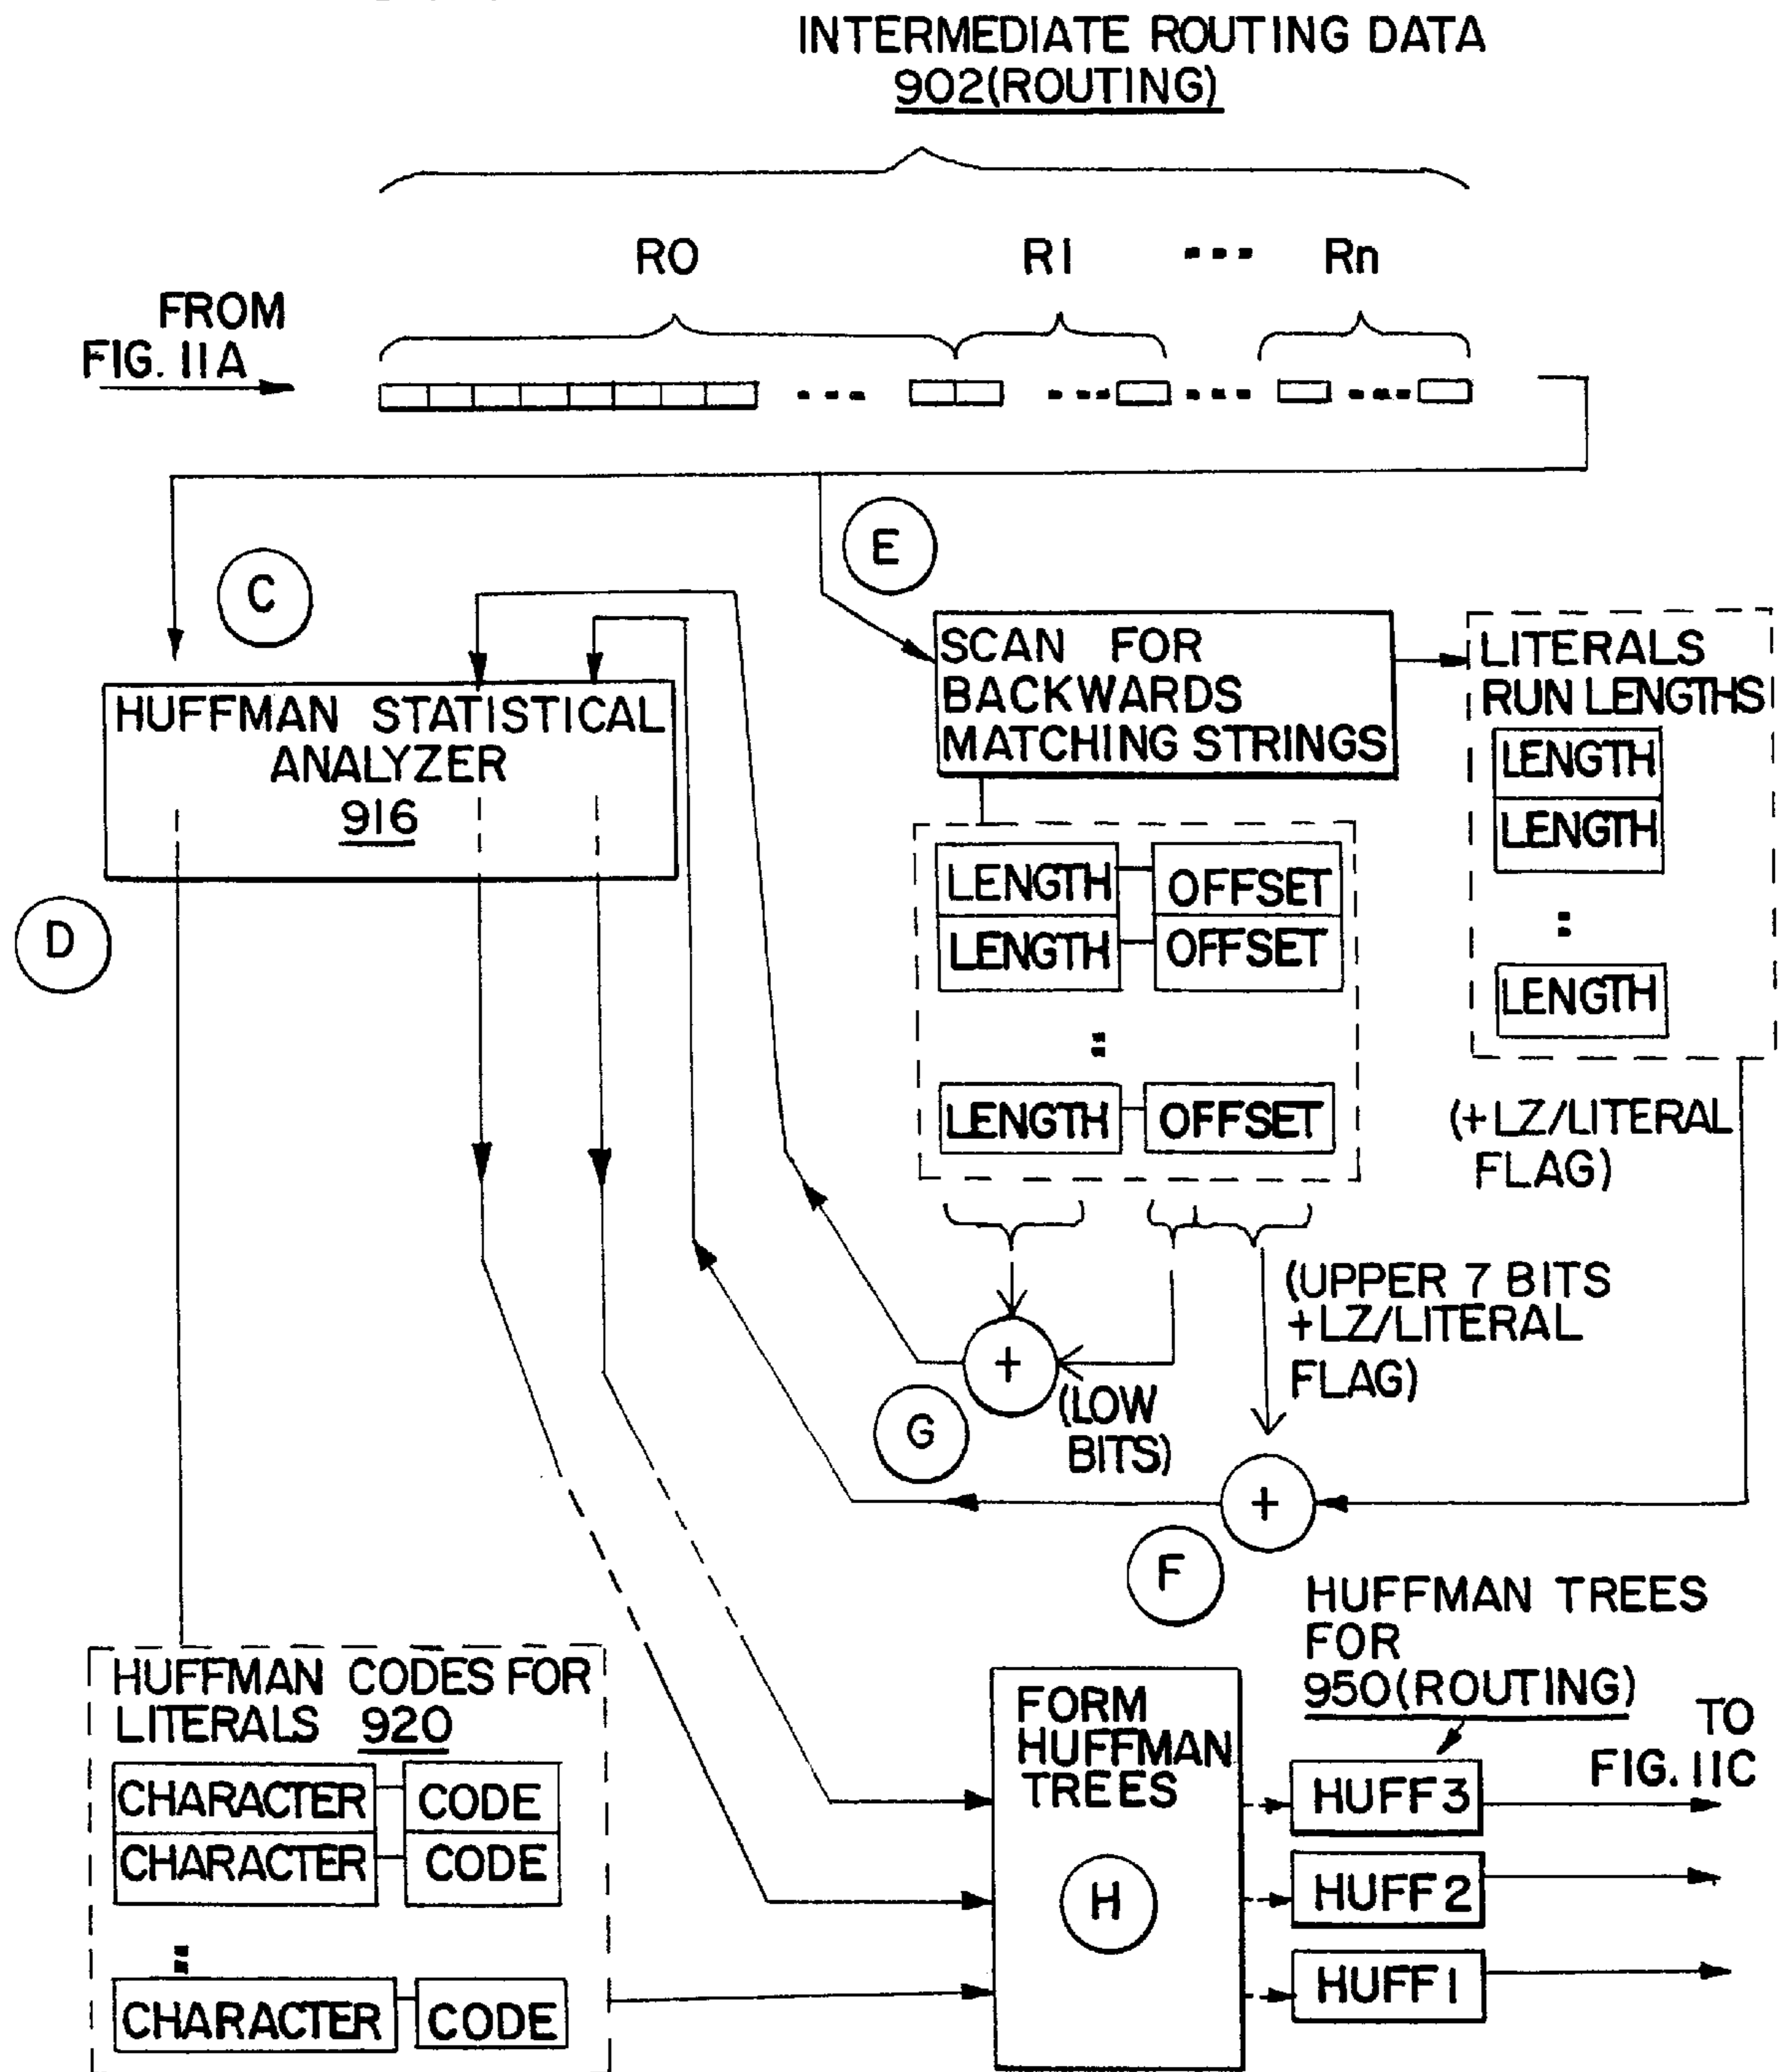 INTERMEDIATE ROUTING DATA
902(ROUTING)
R0 R1 ▪▪▪ Rn
FROM
FIG. 11A
E
C
SCAN FOR
BACKWARDS
MATCHING STRINGS
LITERALS
RUN LENGTHS
LENGTH
LENGTH
LENGTH
HUFFMAN STATISTICAL
ANALYZER
916
D
LENGTH OFFSET
LENGTH OFFSET
LENGTH OFFSET
(+LZ/LITERAL
FLAG)
(UPPER 7 BITS
+LZ/LITERAL
FLAG)
+
(LOW
BITS)
G
+
F
HUFFMAN TREES
FOR
950(ROUTING)
TO
FIG. 11C
HUFFMAN CODES FOR
LITERALS 920
CHARACTER CODE
CHARACTER CODE
CHARACTER CODE
FORM
HUFFMAN
TREES
H
HUFF3
HUFF2
HUFF1